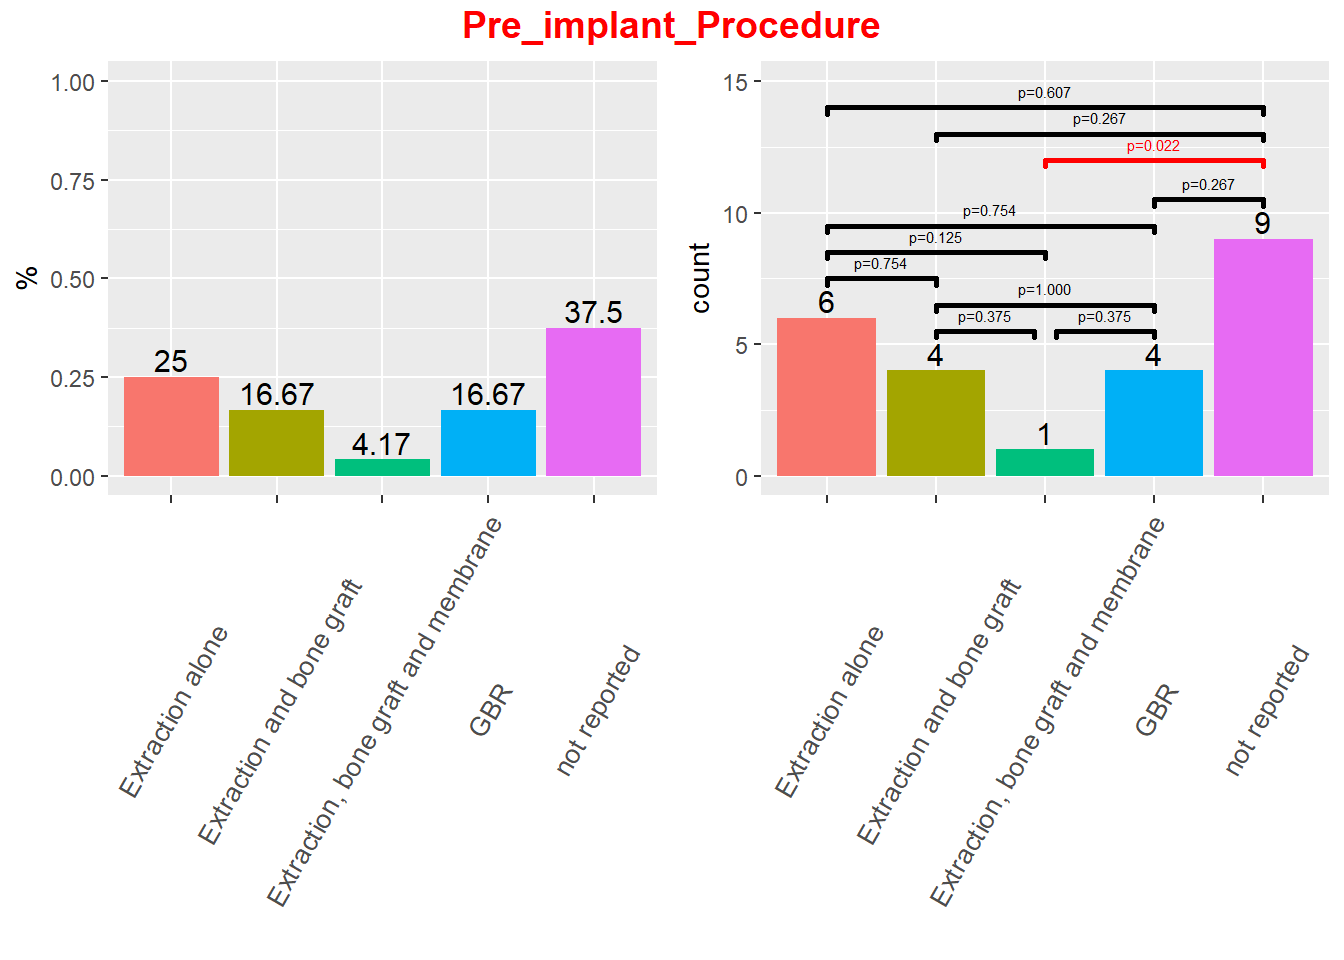 Pre_implant_Procedure
%
1.00
0.75
0.50
0.25
0.00
25
16.67
4.17
16.67
37.5
Extraction alone
Extraction and bone graft
Extraction, bone graft and membrane
GBR
not reported
count
15
10
5
0
p=0.607
p=0.267
p=0.022
p=0.267
p=0.754
p=0.125
p=0.754
p=1.000
p=0.375
p=0.375
6
4
1
4
9
Extraction alone
Extraction and bone graft
Extraction, bone graft and membrane
GBR
not reported